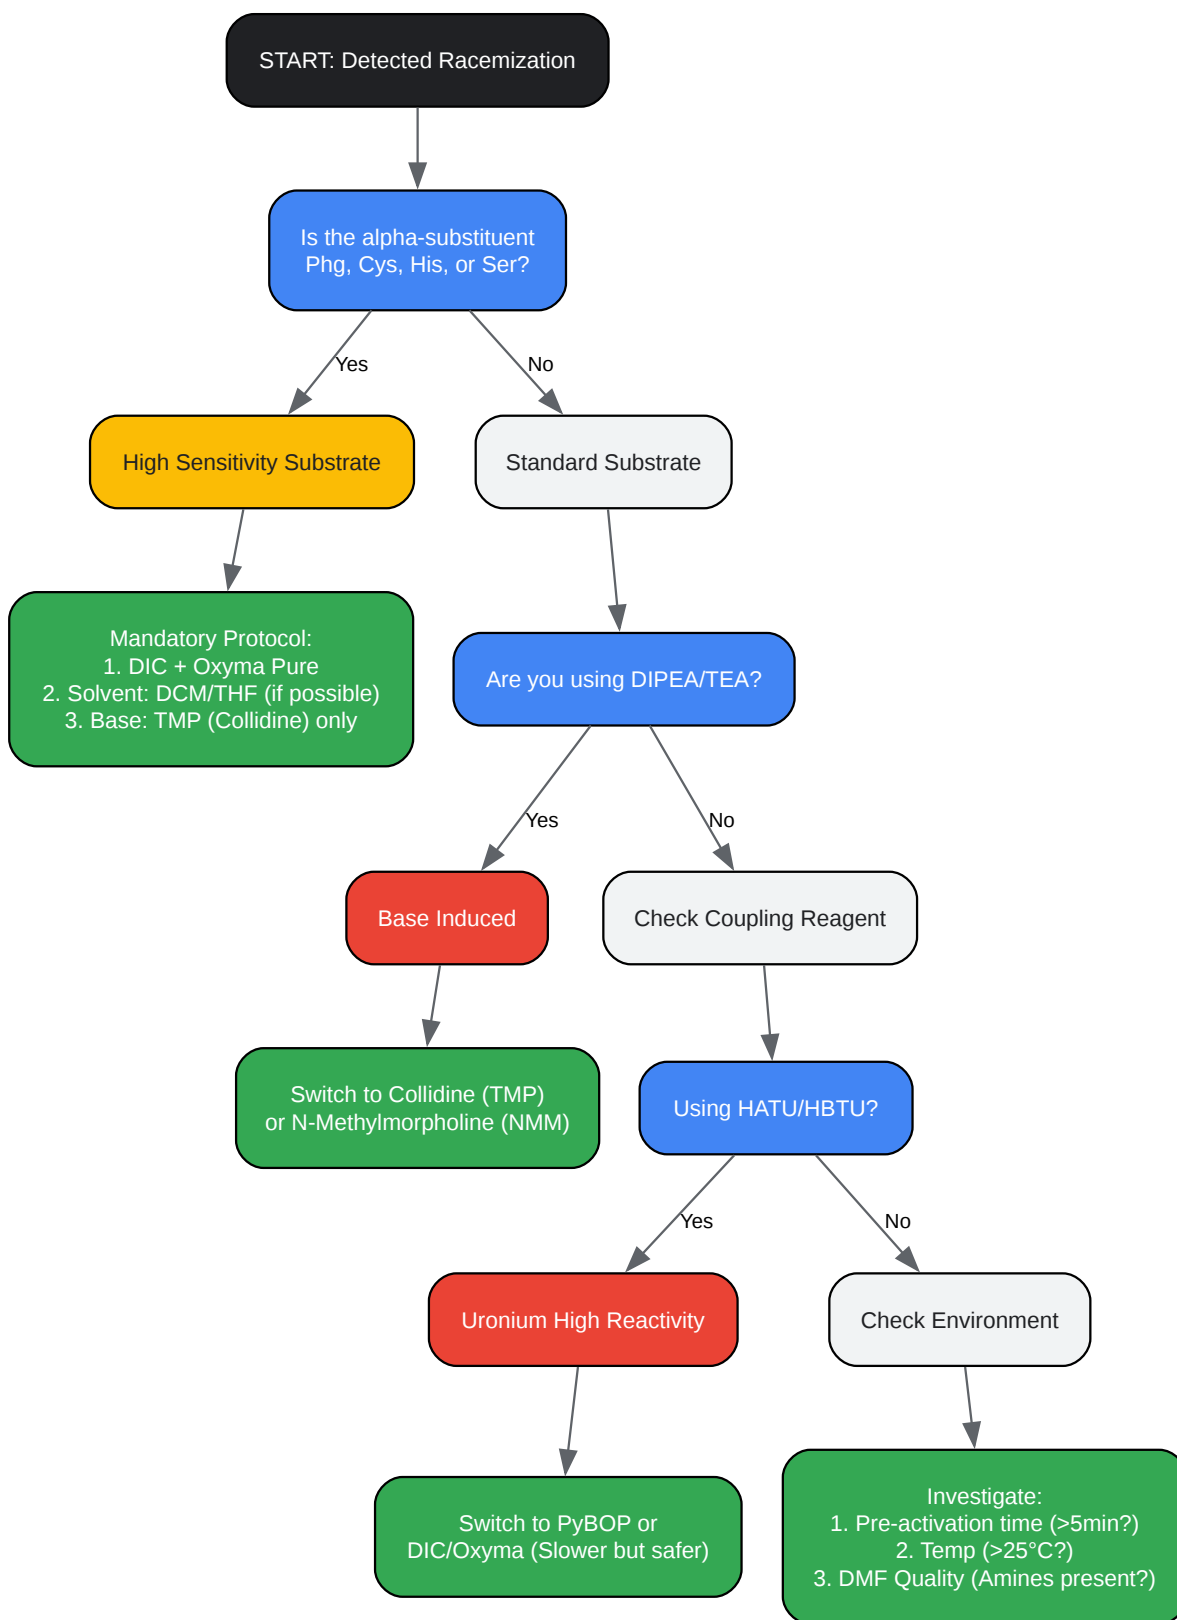 START: Detected Racemization
Is the alpha-substituent
Phg, Cys, His, or Ser?
Yes
No
High Sensitivity Substrate
Standard Substrate
Mandatory Protocol:
1. DIC + Oxyma Pure
2. Solvent: DCM/THF (if possible)
3. Base: TMP (Collidine) only
Are you using DIPEA/TEA?
Yes
No
Base Induced
Check Coupling Reagent
Switch to Collidine (TMP)
or N-Methylmorpholine (NMM)
Using HATU/HBTU?
Yes
No
Uronium High Reactivity
Check Environment
Switch to PyBOP or
DIC/Oxyma (Slower but safer)
Investigate:
1. Pre-activation time (>5min?)
2. Temp (>25°C?)
3. DMF Quality (Amines present?)